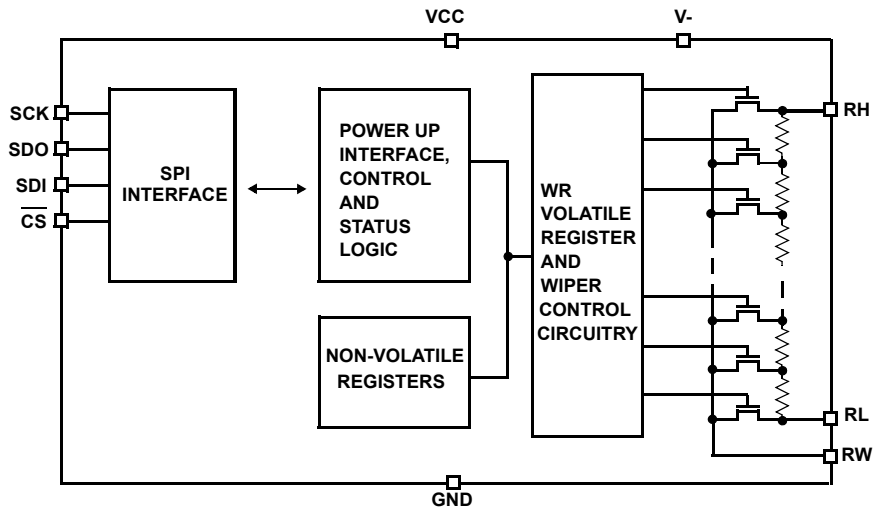 VCC
V-
SCK
SDO
SDI
CS
SPI
INTERFACE
POWER UP
INTERFACE,
CONTROL
AND
STATUS
LOGIC
NON-VOLATILE
REGISTERS
WR
VOLATILE
REGISTER
AND
WIPER
CONTROL
CIRCUITRY
RH
RL
RW
GND